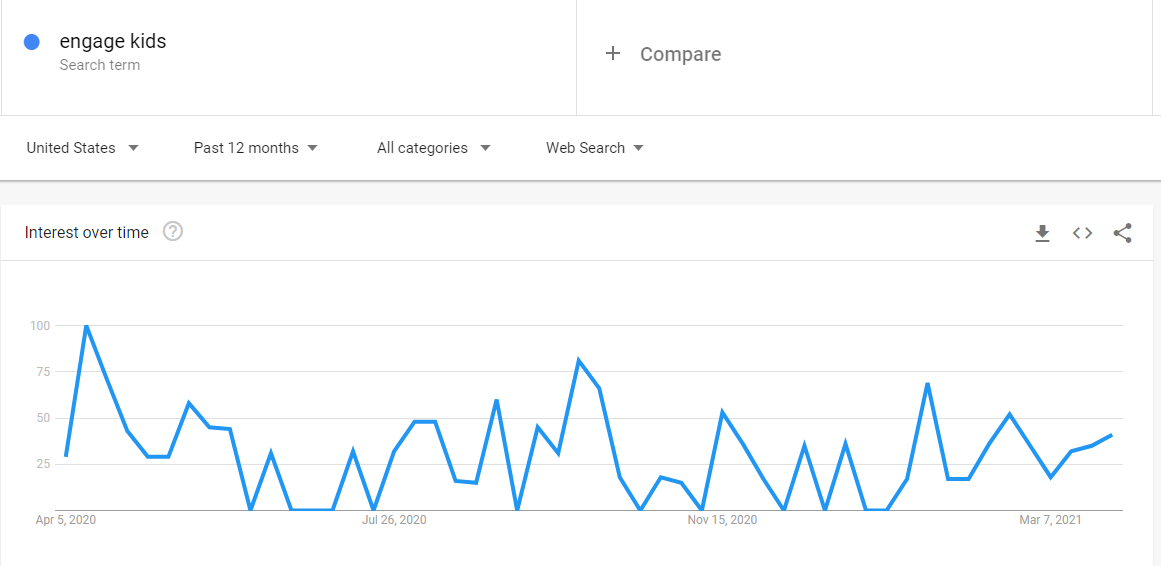 engage kids
Search term
+ Compare
United States
Past 12 months
All categories
Web Search
Interest over time ?
100
75
50
25
Apr 5, 2020
Jul 26, 2020
Nov 15, 2020
Mar 7, 2021